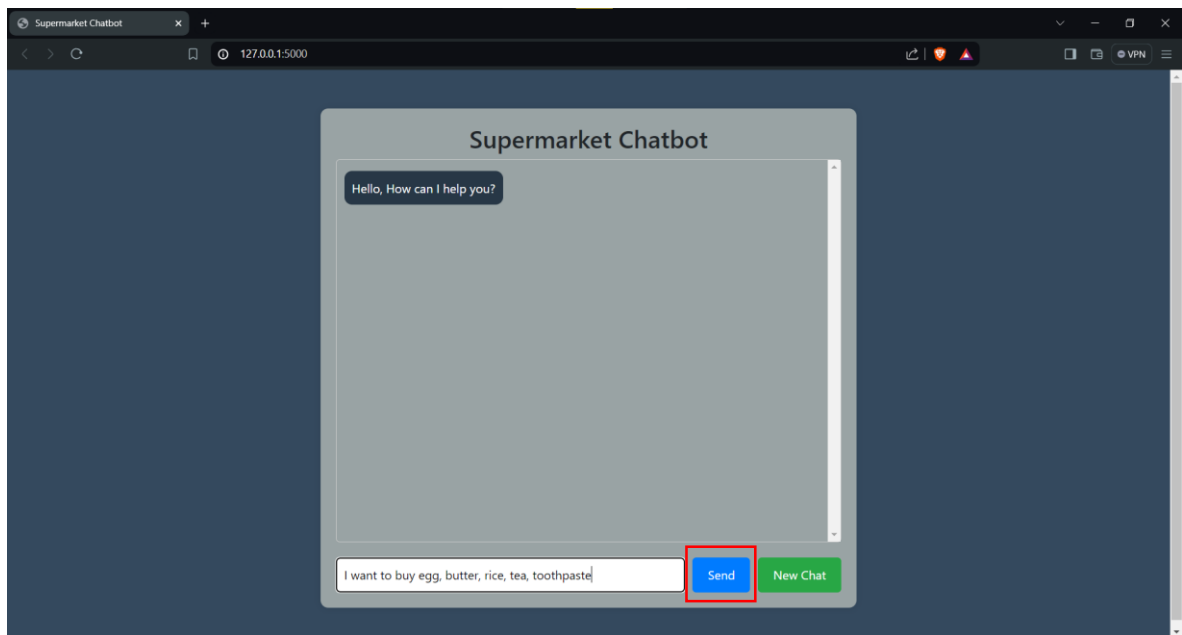 Supermarket Chatbot
127.0.0.1:5000
VPN
Supermarket Chatbot
Hello, How can I help you?
I want to buy egg, butter, rice, tea, toothpaste
Send
New Chat